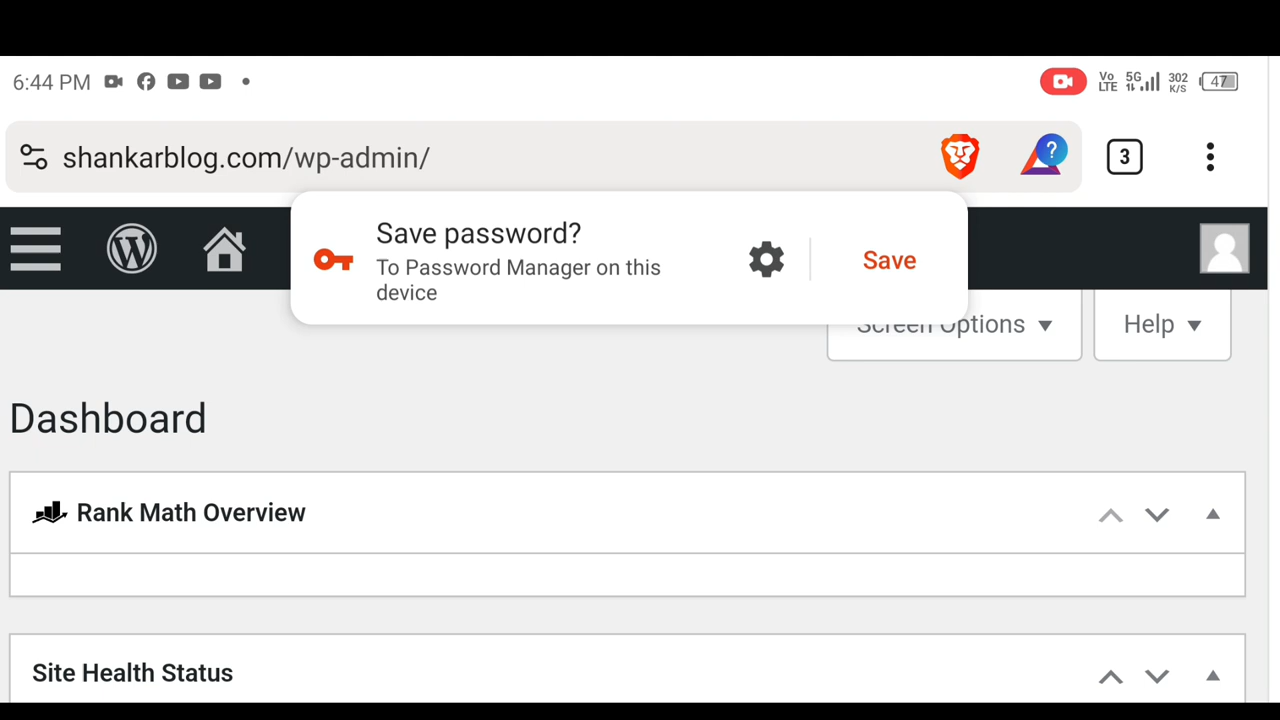 6:44 PM
Vo LTE 5G 302 K/S 47
shankarblog.com/wp-admin/
?
3
Save password?
To Password Manager on this
device
Save
Screen Options
Help
Dashboard
Rank Math Overview
Site Health Status